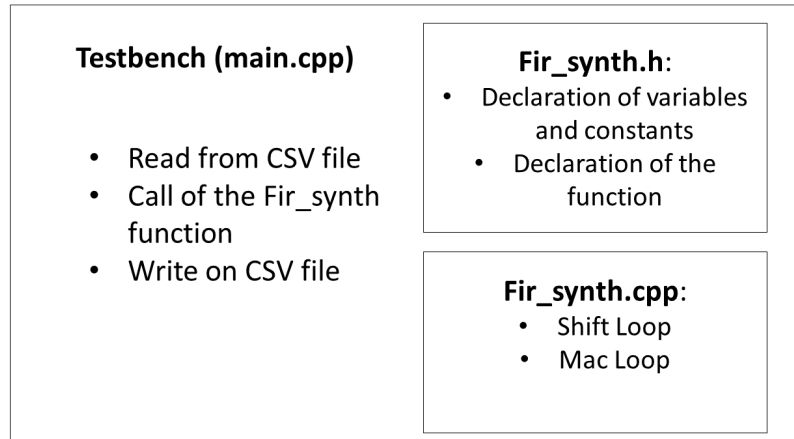 Testbench (main.cpp)
• Read from CSV file
• Call of the Fir_synth
function
• Write on CSV file
Fir_synth.h:
• Declaration of variables
and constants
• Declaration of the
function
Fir_synth.cpp:
• Shift Loop
• Mac Loop